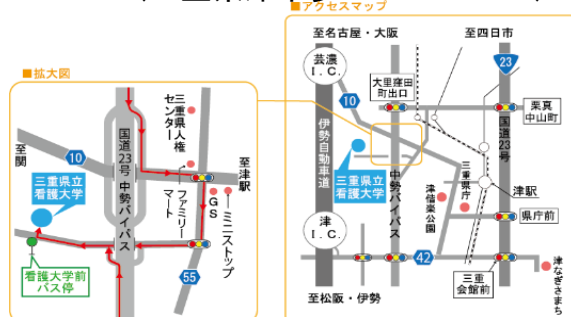 ■アクセスマップ
至名古屋・大阪
至四日市
芸濃
I.C.
大里窪田
町出口
23
10
栗真
中山町
伊勢自動車道
国道23号
三重県立
看護大学
中勢バイパス
三重県庁
津偕楽公園
津駅
県庁前
津
I.C.
42
三重
会館前
津なぎさまち
至松阪・伊勢
■拡大図
三重県人権
センター
国道23号 中勢バイパス
至関
10
至津駅
三重県立
看護大学
ファミリー
マート
GS
ミニストップ
看護大学前
バス停
55